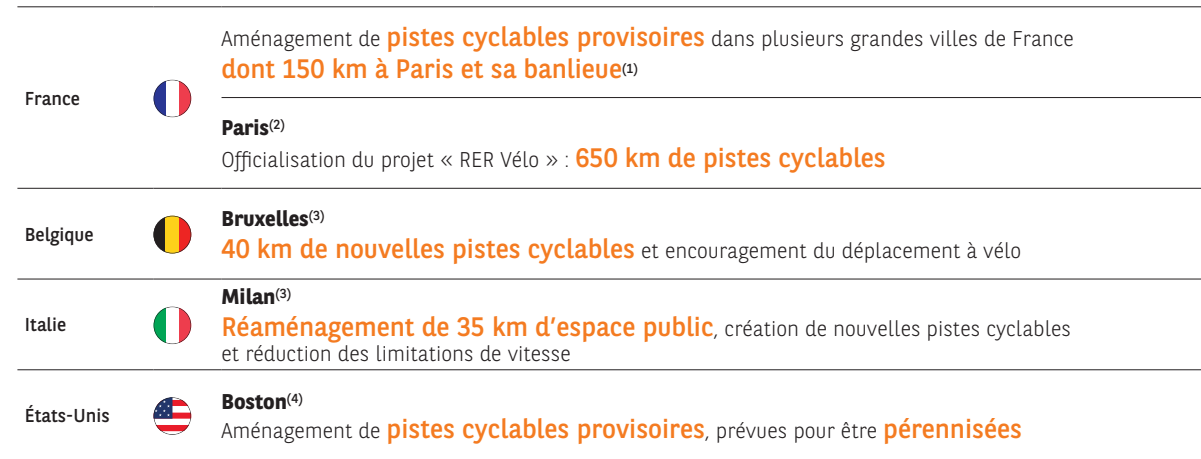 Aménagement de pistes cyclables provisoires dans plusieurs grandes villes de France
dont 150 km à Paris et sa banlieue(1)
France
Paris(2)
Officialisation du projet « RER Vélo » : 650 km de pistes cyclables
Belgique
Bruxelles(3)
40 km de nouvelles pistes cyclables et encouragement du déplacement à vélo
Italie
Milan(3)
Réaménagement de 35 km d’espace public, création de nouvelles pistes cyclables
et réduction des limitations de vitesse
États-Unis
Boston(4)
Aménagement de pistes cyclables provisoires, prévues pour être pérennisées